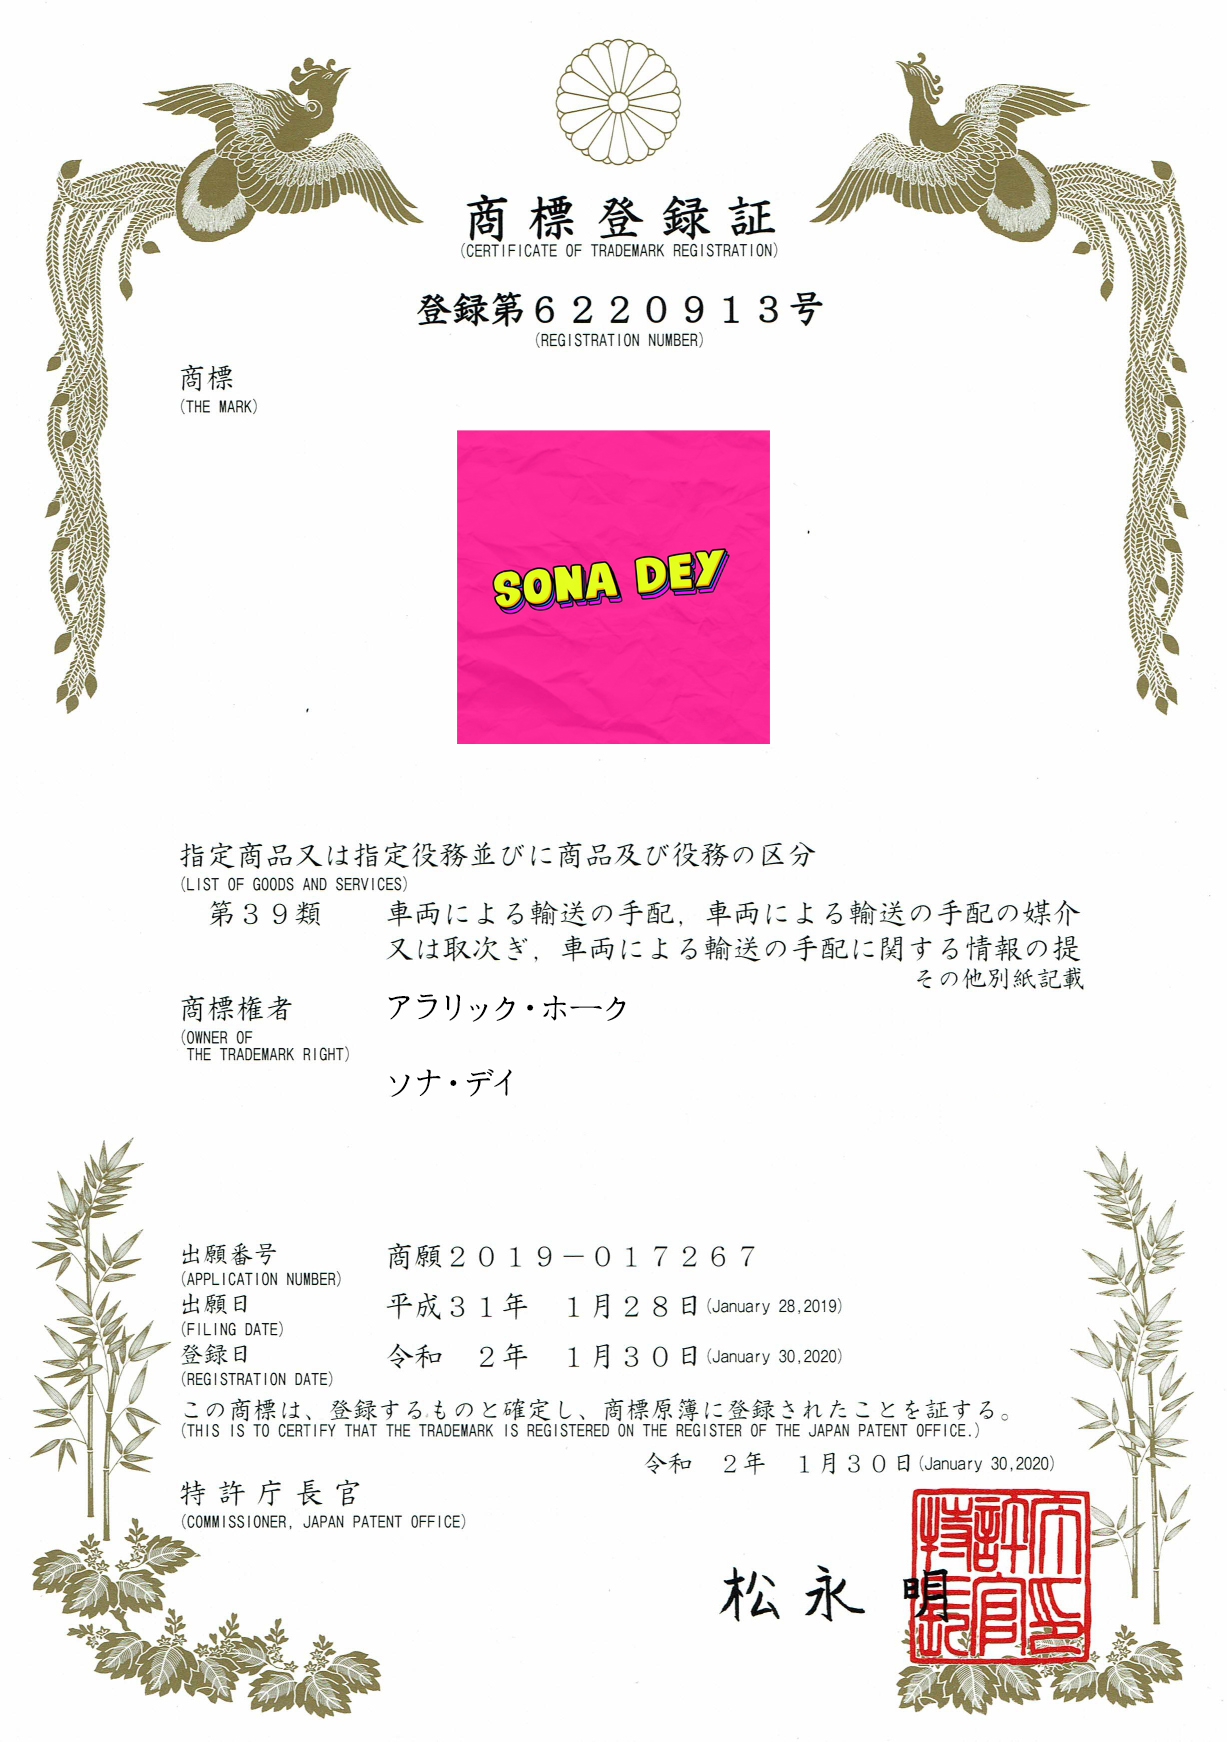 商標登録証
(CERTIFICATE OF TRADEMARK REGISTRATION)
登録第6220913号
(REGISTRATION NUMBER)
商標
(THE MARK)
SONA DEY
指定商品又は指定役務並びに商品及び役務の区分
(LIST OF GOODS AND SERVICES)
第39類 車両による輸送の手配,車両による輸送の手配の媒介
又は取次ぎ,車両による輸送の手配に関する情報の提
その他別紙記載
商標権者 アラリック・ホーク
(OWNER OF
THE TRADEMARK RIGHT)
ソナ・デイ
出願番号 商願2019-017267
(APPLICATION NUMBER)
出願日 平成31年 1月28日(January 28,2019)
(FILING DATE)
登録日 令和 2年 1月30日(January 30,2020)
(REGISTRATION DATE)
この商標は、登録するものと確定し、商標原簿に登録されたことを証する。
(THIS IS TO CERTIFY THAT THE TRADEMARK IS REGISTERED ON THE REGISTER OF THE JAPAN PATENT OFFICE.)
令和 2年 1月30日(January 30,2020)
特許庁長官
(COMMISSIONER, JAPAN PATENT OFFICE)
松永明